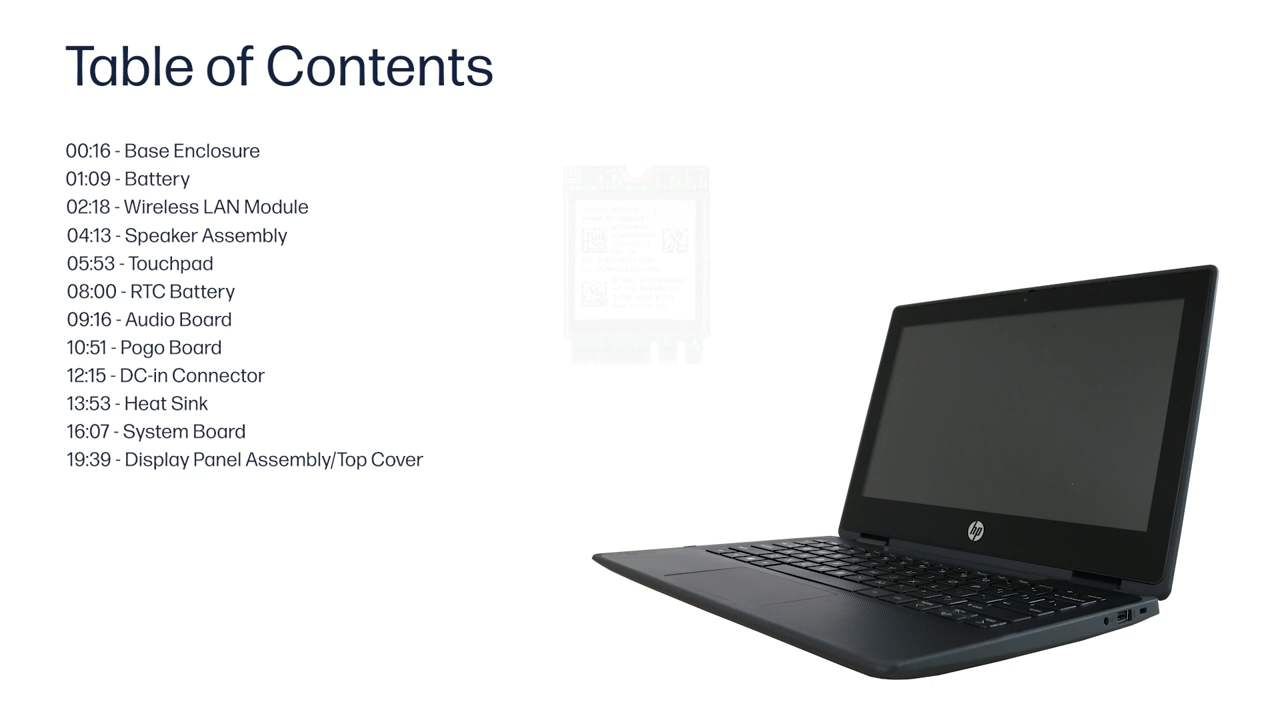 Table of Contents
00:16 - Base Enclosure
01:09 - Battery
02:18 - Wireless LAN Module
04:13 - Speaker Assembly
05:53 - Touchpad
08:00 - RTC Battery
09:16 - Audio Board
10:51 - Pogo Board
12:15 - DC-in Connector
13:53 - Heat Sink
16:07 - System Board
19:39 - Display Panel Assembly/Top Cover
hp